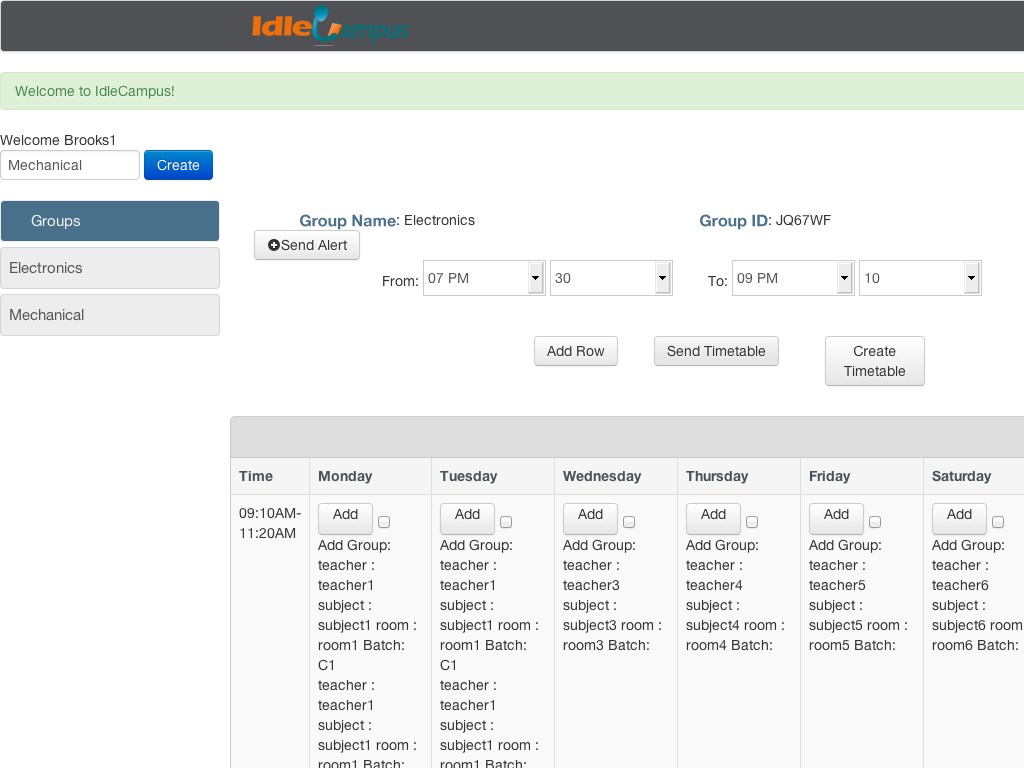 IdleCampus
Welcome to IdleCampus!
Welcome Brooks1
Mechanical Create
Groups
Electronics
Mechanical
Group Name: Electronics Group ID: JQ67WF
Send Alert
From: 07 PM 30 To: 09 PM 10
Add Row Send Timetable Create
Timetable
Time Monday Tuesday Wednesday Thursday Friday Saturday
09:10AM- Add Add Add Add Add Add
11:20AM Add Group: Add Group: Add Group: Add Group: Add Group: Add Group:
teacher : teacher : teacher : teacher : teacher : teacher :
teacher1 teacher1 teacher3 teacher4 teacher5 teacher6
subject : subject : subject : subject : subject : subject :
subject1 room : subject1 room : subject3 room : subject4 room : subject5 room : subject6 room
room1 Batch: room1 Batch: room3 Batch: room4 Batch: room5 Batch: room6 Batch:
C1 C1
teacher : teacher :
teacher1 teacher1
subject : subject :
subject1 room : subject1 room :
room1 Batch: room1 Batch: